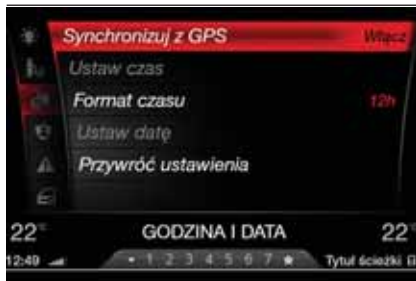 Synchronizuj z GPS Włącz
Ustaw czas
Format czasu 12h
Ustaw datę
Przywróć ustawienia
22° GODZINA I DATA 22°
12:49 1 2 3 4 5 6 7 Tytuł ścieżki